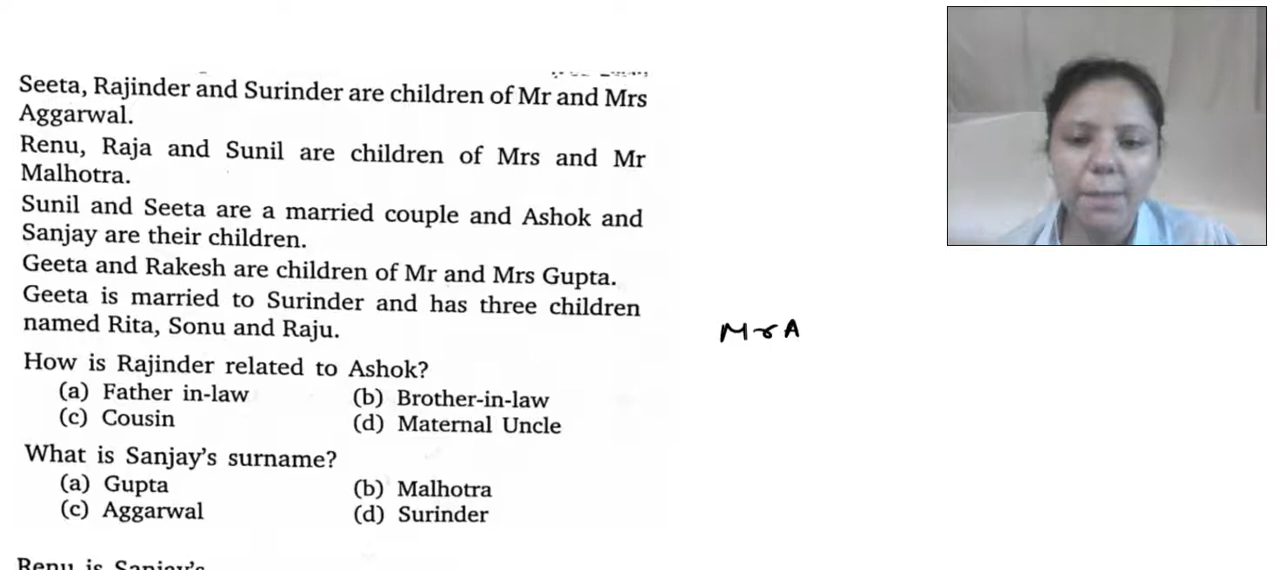 Seeta, Rajinder and Surinder are children of Mr and Mrs
Aggarwal.
Renu, Raja and Sunil are children of Mrs and Mr
Malhotra.
Sunil and Seeta are a married couple and Ashok and
Sanjay are their children.
Geeta and Rakesh are children of Mr and Mrs Gupta.
Geeta is married to Surinder and has three children
named Rita, Sonu and Raju.
MrA
How is Rajinder related to Ashok?
(a) Father in-law (b) Brother-in-law
(c) Cousin (d) Maternal Uncle
What is Sanjay's surname?
(a) Gupta (b) Malhotra
(c) Aggarwal (d) Surinder
Renu is Sanjay's